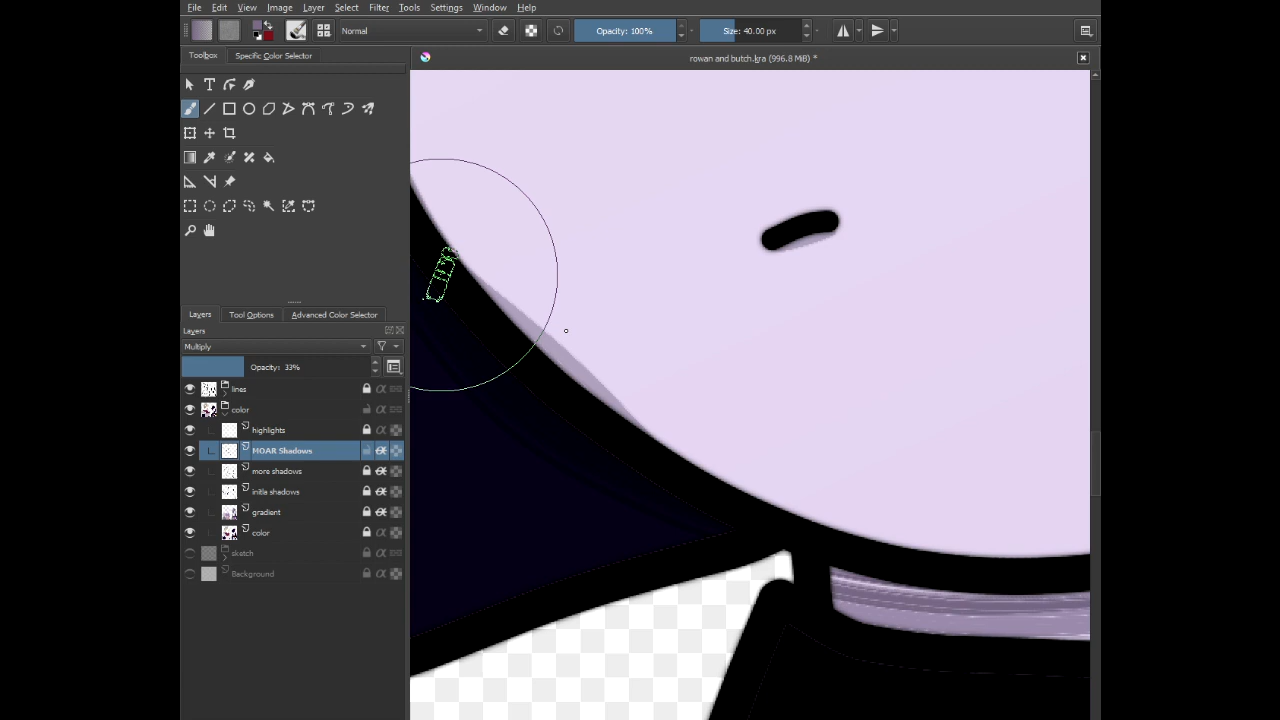 File Edit View Image Layer Select Filter Tools Settings Window Help
Normal Opacity: 100% Size: 40.00 px
Toolbox Specific Color Selector
rowan and butch.kra (996.8 MiB) *
Layers Tool Options Advanced Color Selector
Layers
Multiply
Opacity: 33%
lines
color
highlights
MOAR Shadows
more shadows
initla shadows
gradient
color
sketch
Background